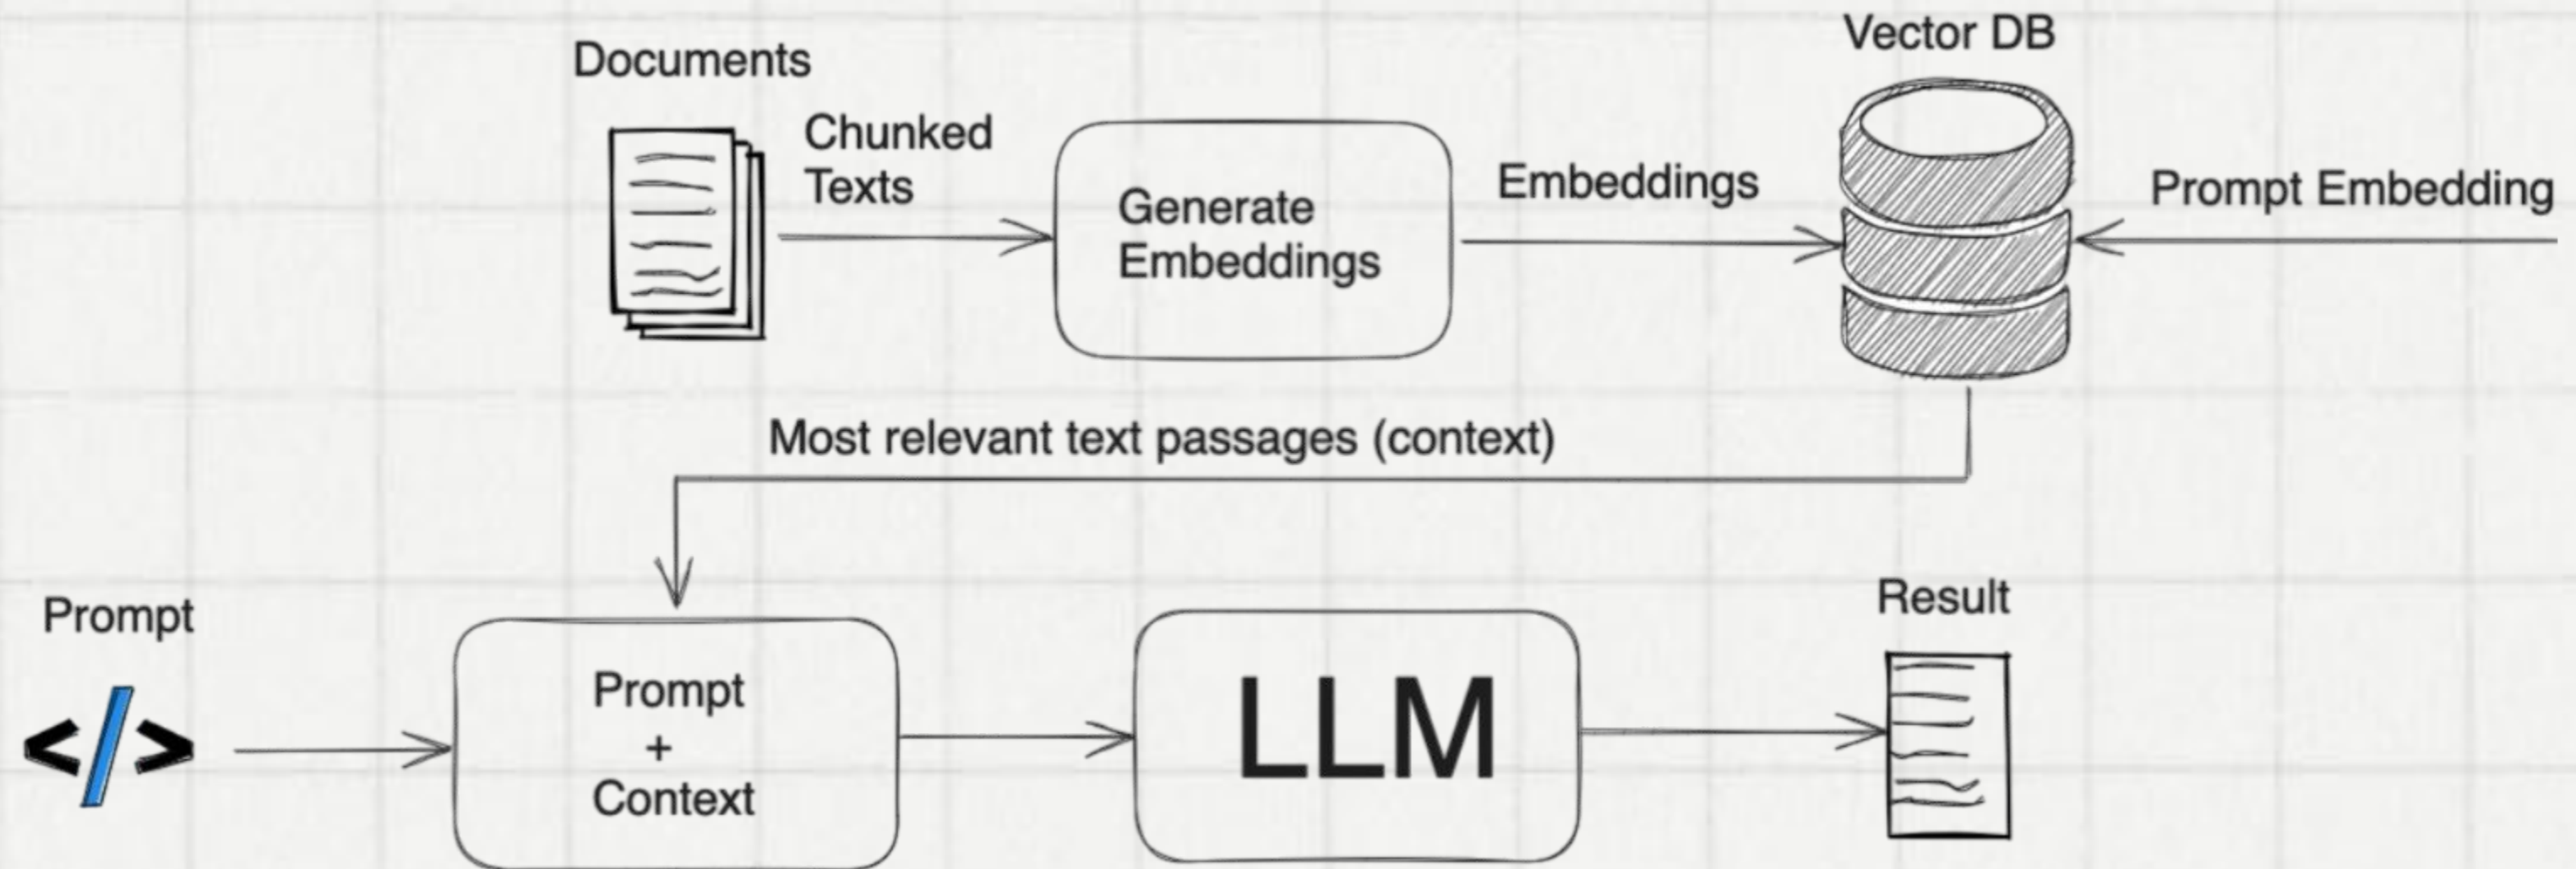 Documents
Vector DB
Chunked
Texts
Generate
Embeddings
Embeddings
Prompt Embedding
Most relevant text passages (context)
Prompt
</>
Prompt
+
Context
LLM
Result